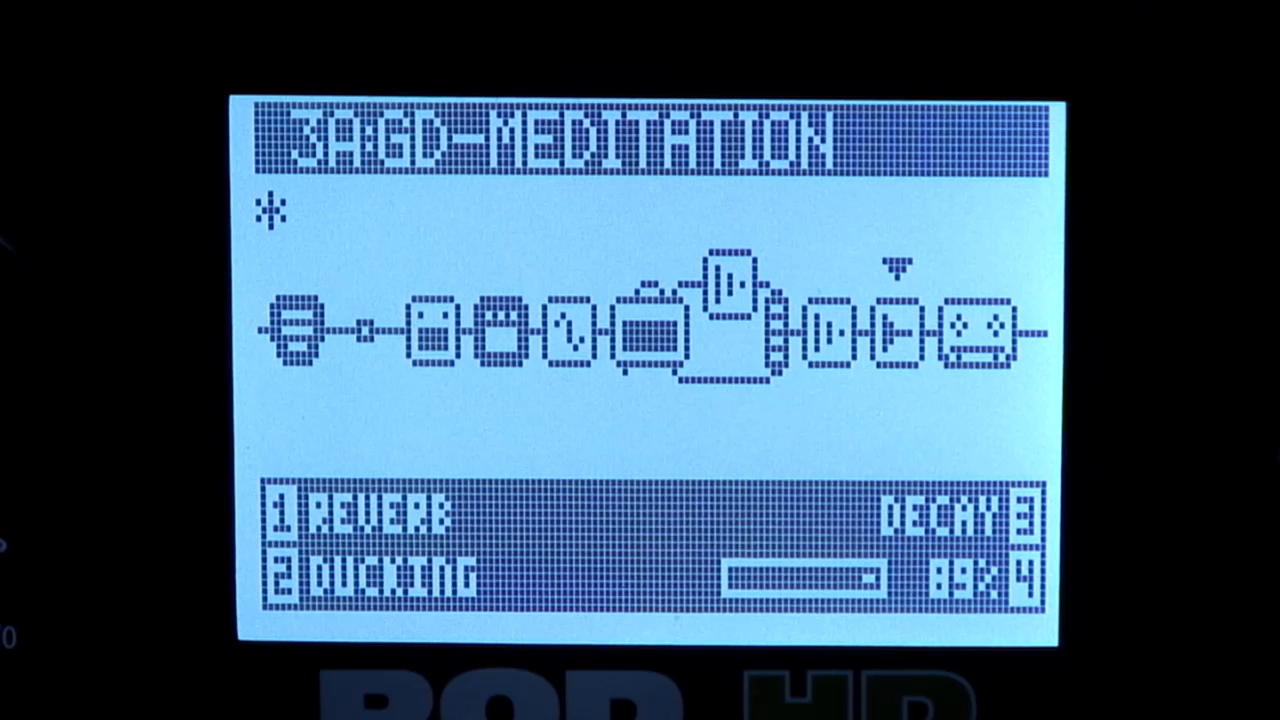 3A:GD-MEDITATION
*
1 REVERB DECAY 3
2 DUCKING 89% 4
POD HD